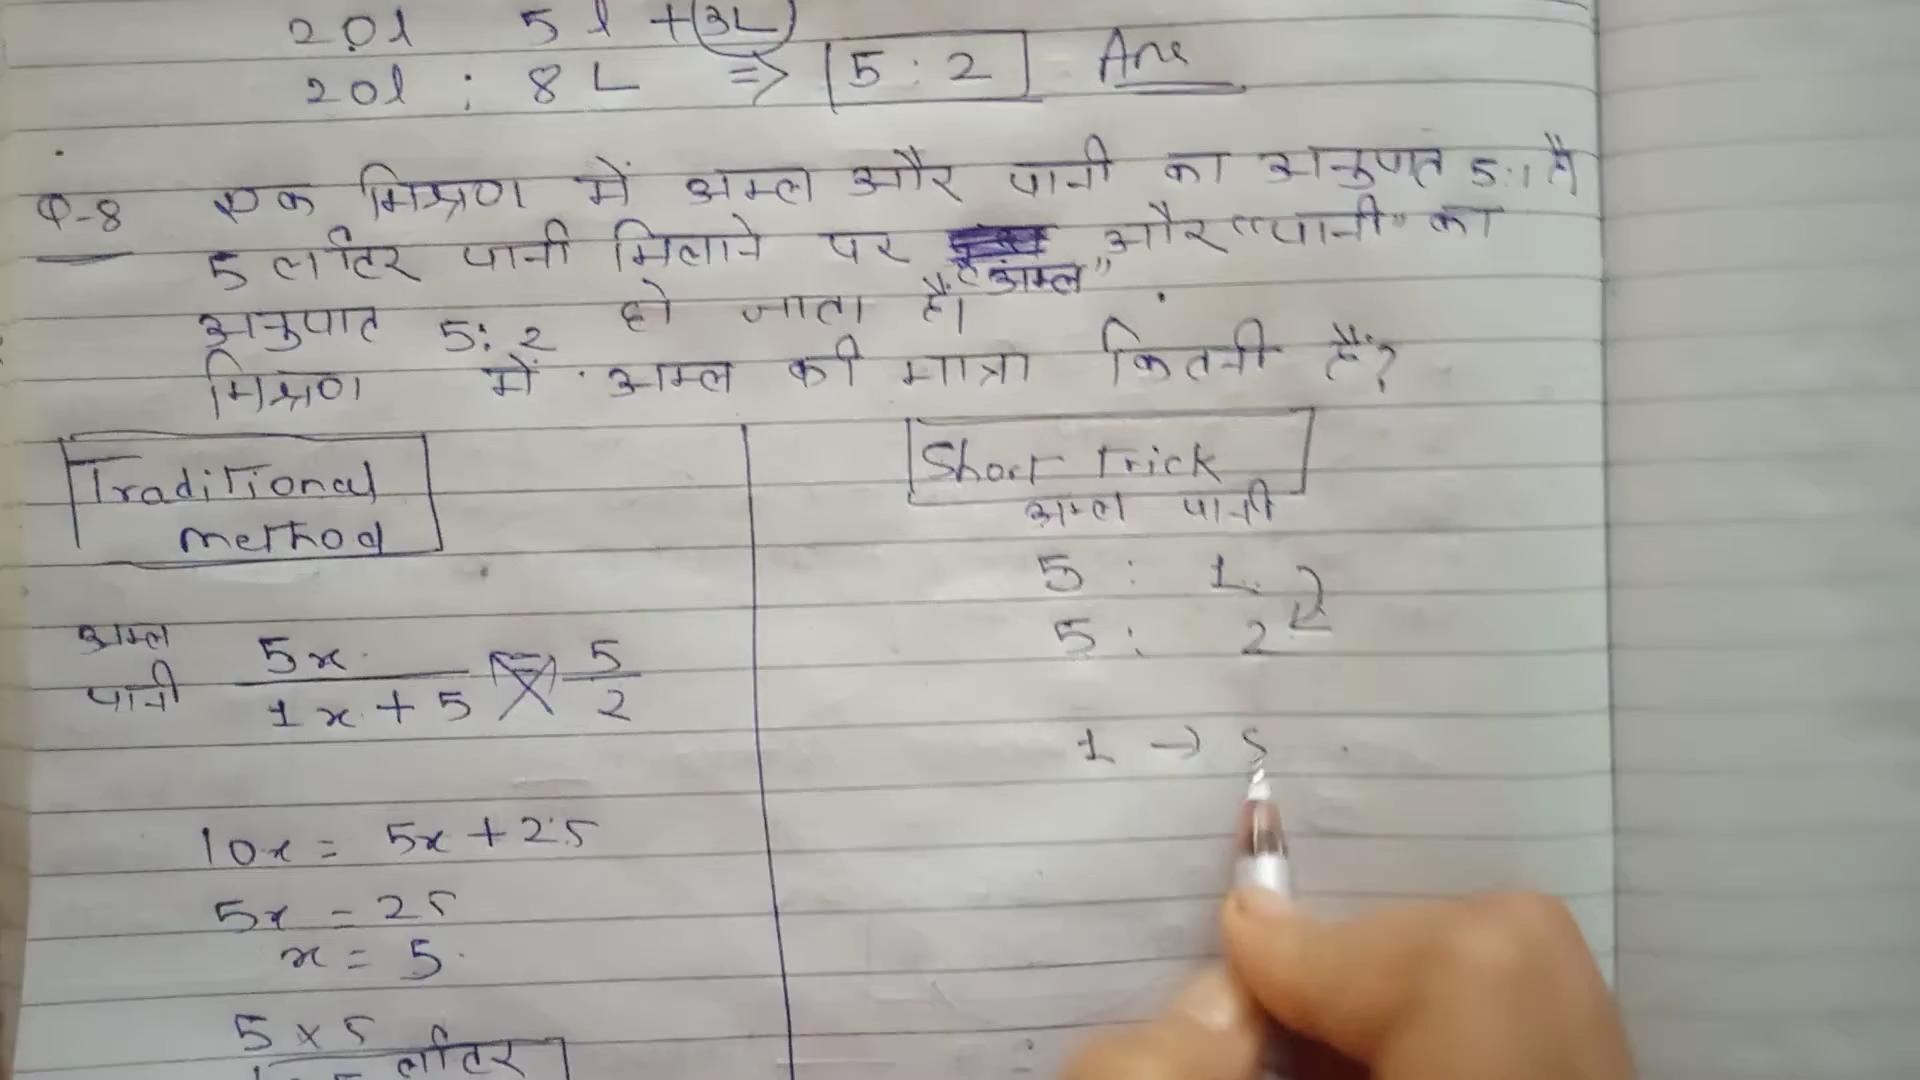 20l 5l +3L
20l : 8L => 5 : 2 Ans
Q-8 एक मिश्रण में अम्ल और पानी का अनुपात 5:1 है
5 लीटर पानी मिलाने पर "अम्ल" और "पानी" का
अनुपात 5:2 हो जाता है।
मिश्रण में अम्ल की मात्रा कितनी है?
Traditional
method
अम्ल 5x = 5
पानी 1x + 5 2
10x = 5x + 25
5x = 25
x = 5
5 x 5
लीटर
Short Trick
अम्ल पानी
5 : 1
5 : 2
1 → 5